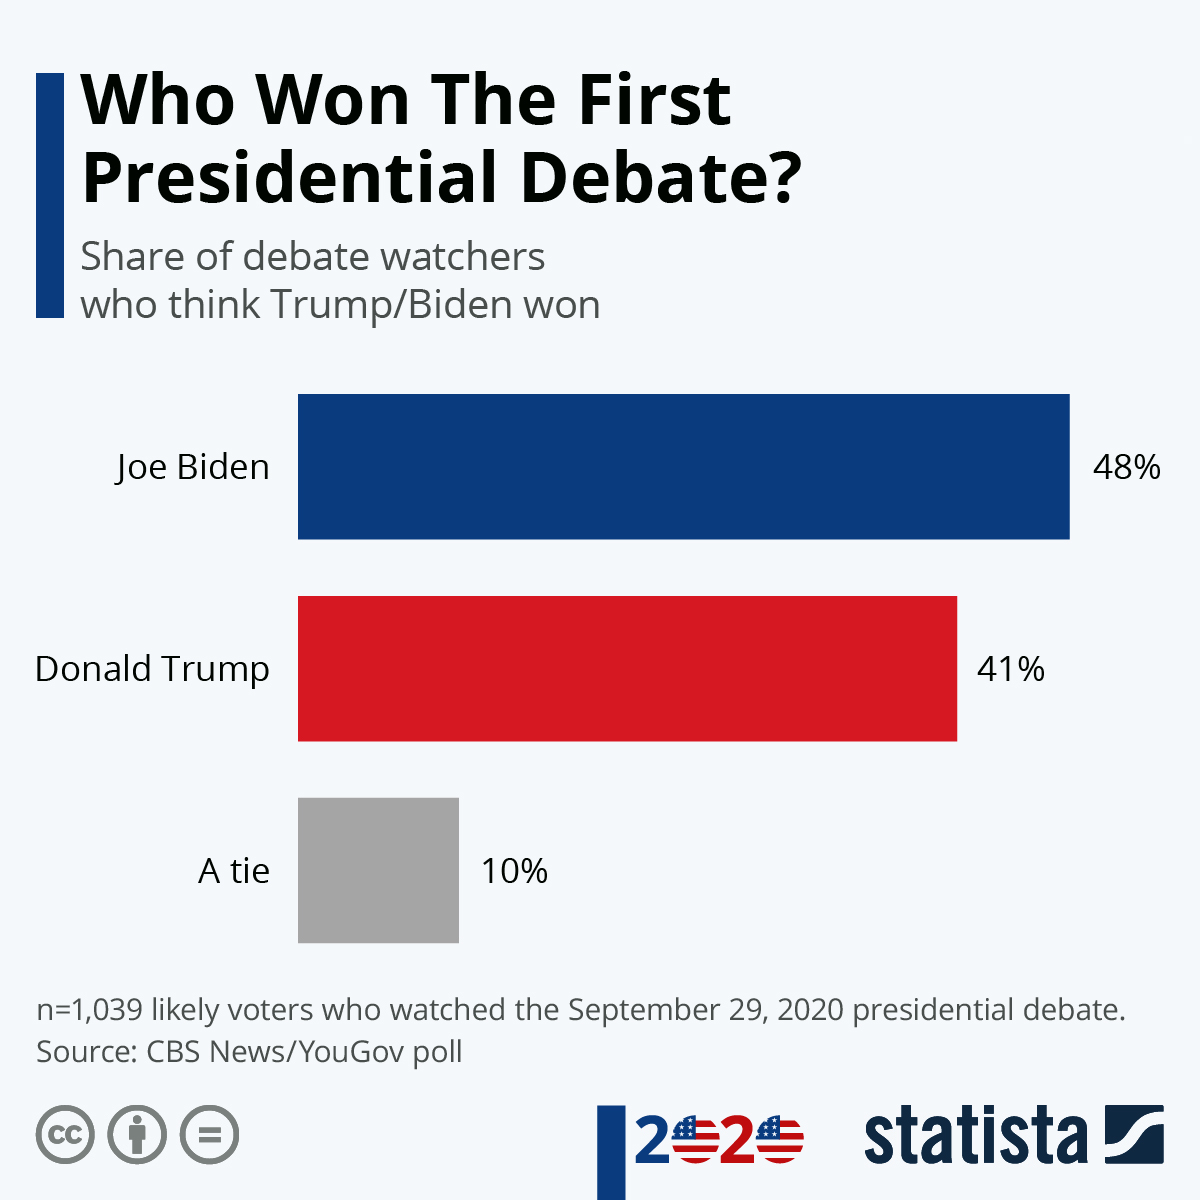 Who Won The First
Presidential Debate?
Share of debate watchers
who think Trump/Biden won
Joe Biden
48%
Donald Trump
41%
A tie
10%
n=1,039 likely voters who watched the September 29, 2020 presidential debate.
Source: CBS News/YouGov poll
cc
2020
statista